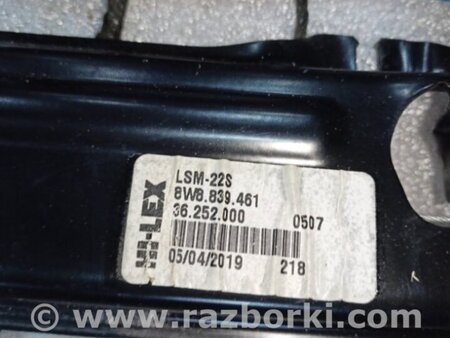 HI-LEX
LSM-22S
8W8.839.461
36.252.000 0507
05/04/2019 218
www.razborki.com